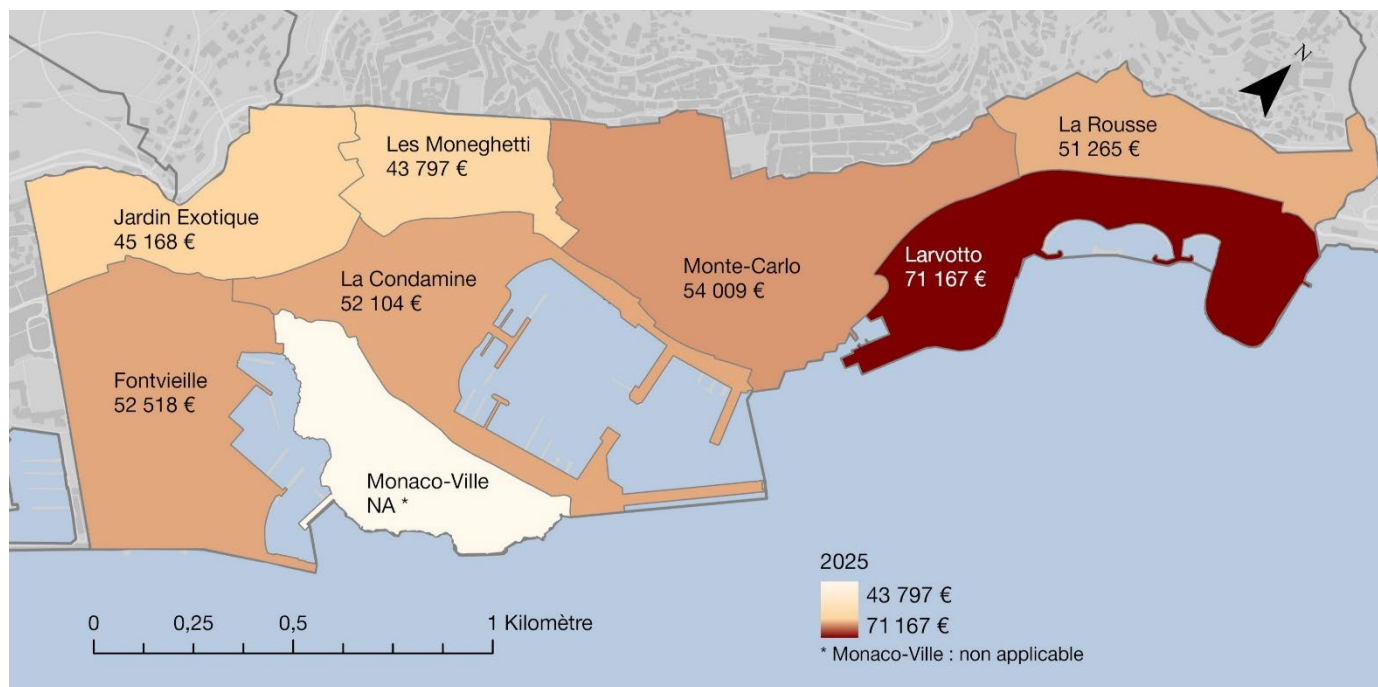 N
La Rousse
51 265 €
Les Moneghetti
43 797 €
Jardin Exotique
45 168 €
Larvotto
71 167 €
Monte-Carlo
54 009 €
La Condamine
52 104 €
Fontvieille
52 518 €
Monaco-Ville
NA *
2025
43 797 €
71 167 €
* Monaco-Ville : non applicable
0 0,25 0,5 1 Kilomètre